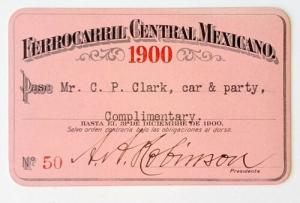 FERROCARRIL CENTRAL MEXICANO.
1900
Pase Mr. C. P. Clark, car & party,
Complimentary.
HASTA EL 31 DE DICIEMBRE DE 1900.
Salvo orden contraria bajo las obligaciones al dorso.
Nº 50 A. A. Robinson
Presidente.